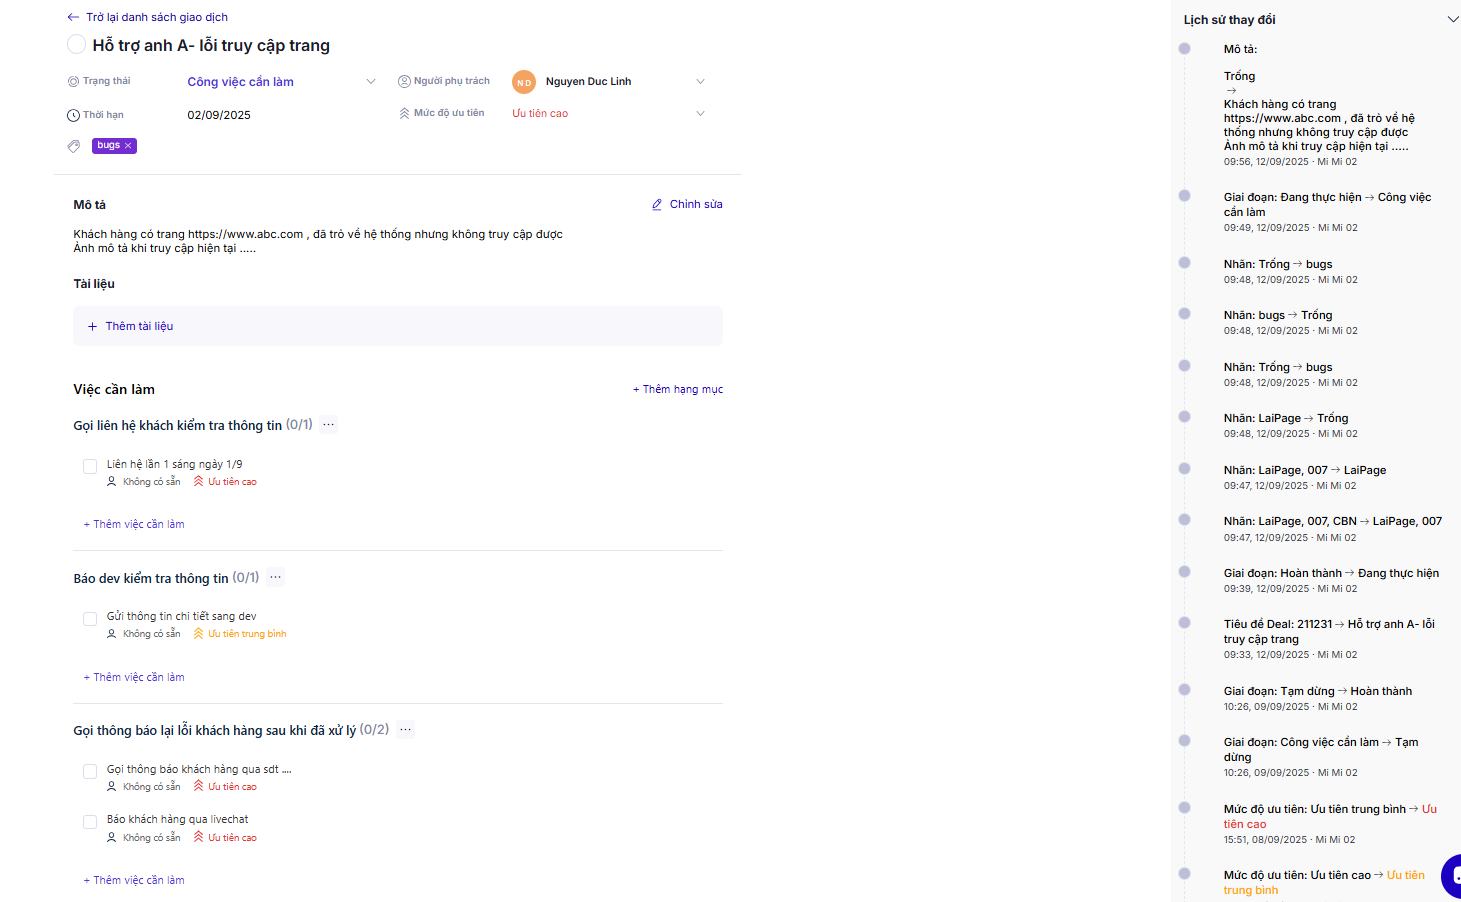 Trở lại danh sách giao dịch
Hỗ trợ anh A- lỗi truy cập trang
Trạng thái
Công việc cần làm
Người phụ trách
ND
Nguyen Duc Linh
Thời hạn
02/09/2025
Mức độ ưu tiên
Ưu tiên cao
bugs ×
Mô tả
Chỉnh sửa
Khách hàng có trang https://www.abc.com , đã trỏ về hệ thống nhưng không truy cập được
Ảnh mô tả khi truy cập hiện tại .....
Tài liệu
+ Thêm tài liệu
Việc cần làm
+ Thêm hạng mục
Gọi liên hệ khách kiểm tra thông tin (0/1) ...
Liên hệ lần 1 sáng ngày 1/9
Không có sẵn Ưu tiên cao
+ Thêm việc cần làm
Báo dev kiểm tra thông tin (0/1) ...
Gửi thông tin chi tiết sang dev
Không có sẵn Ưu tiên trung bình
+ Thêm việc cần làm
Gọi thông báo lại lỗi khách hàng sau khi đã xử lý (0/2) ...
Gọi thông báo khách hàng qua sdt ....
Không có sẵn Ưu tiên cao
Báo khách hàng qua livechat
Không có sẵn Ưu tiên cao
+ Thêm việc cần làm
Lịch sử thay đổi
Mô tả:
Trống
→
Khách hàng có trang
https://www.abc.com , đã trỏ về hệ
thống nhưng không truy cập được
Ảnh mô tả khi truy cập hiện tại .....
09:56, 12/09/2025 · Mi Mi 02
Giai đoạn: Đang thực hiện → Công việc
cần làm
09:49, 12/09/2025 · Mi Mi 02
Nhãn: Trống → bugs
09:48, 12/09/2025 · Mi Mi 02
Nhãn: bugs → Trống
09:48, 12/09/2025 · Mi Mi 02
Nhãn: Trống → bugs
09:48, 12/09/2025 · Mi Mi 02
Nhãn: LaiPage → Trống
09:48, 12/09/2025 · Mi Mi 02
Nhãn: LaiPage, 007 → LaiPage
09:47, 12/09/2025 · Mi Mi 02
Nhãn: LaiPage, 007, CBN → LaiPage, 007
09:47, 12/09/2025 · Mi Mi 02
Giai đoạn: Hoàn thành → Đang thực hiện
09:39, 12/09/2025 · Mi Mi 02
Tiêu đề Deal: 211231 → Hỗ trợ anh A- lỗi
truy cập trang
09:33, 12/09/2025 · Mi Mi 02
Giai đoạn: Tạm dừng → Hoàn thành
10:26, 09/09/2025 · Mi Mi 02
Giai đoạn: Công việc cần làm → Tạm
dừng
10:26, 09/09/2025 · Mi Mi 02
Mức độ ưu tiên: Ưu tiên trung bình → Ưu
tiên cao
15:51, 08/09/2025 · Mi Mi 02
Mức độ ưu tiên: Ưu tiên cao → Ưu tiên
trung bình